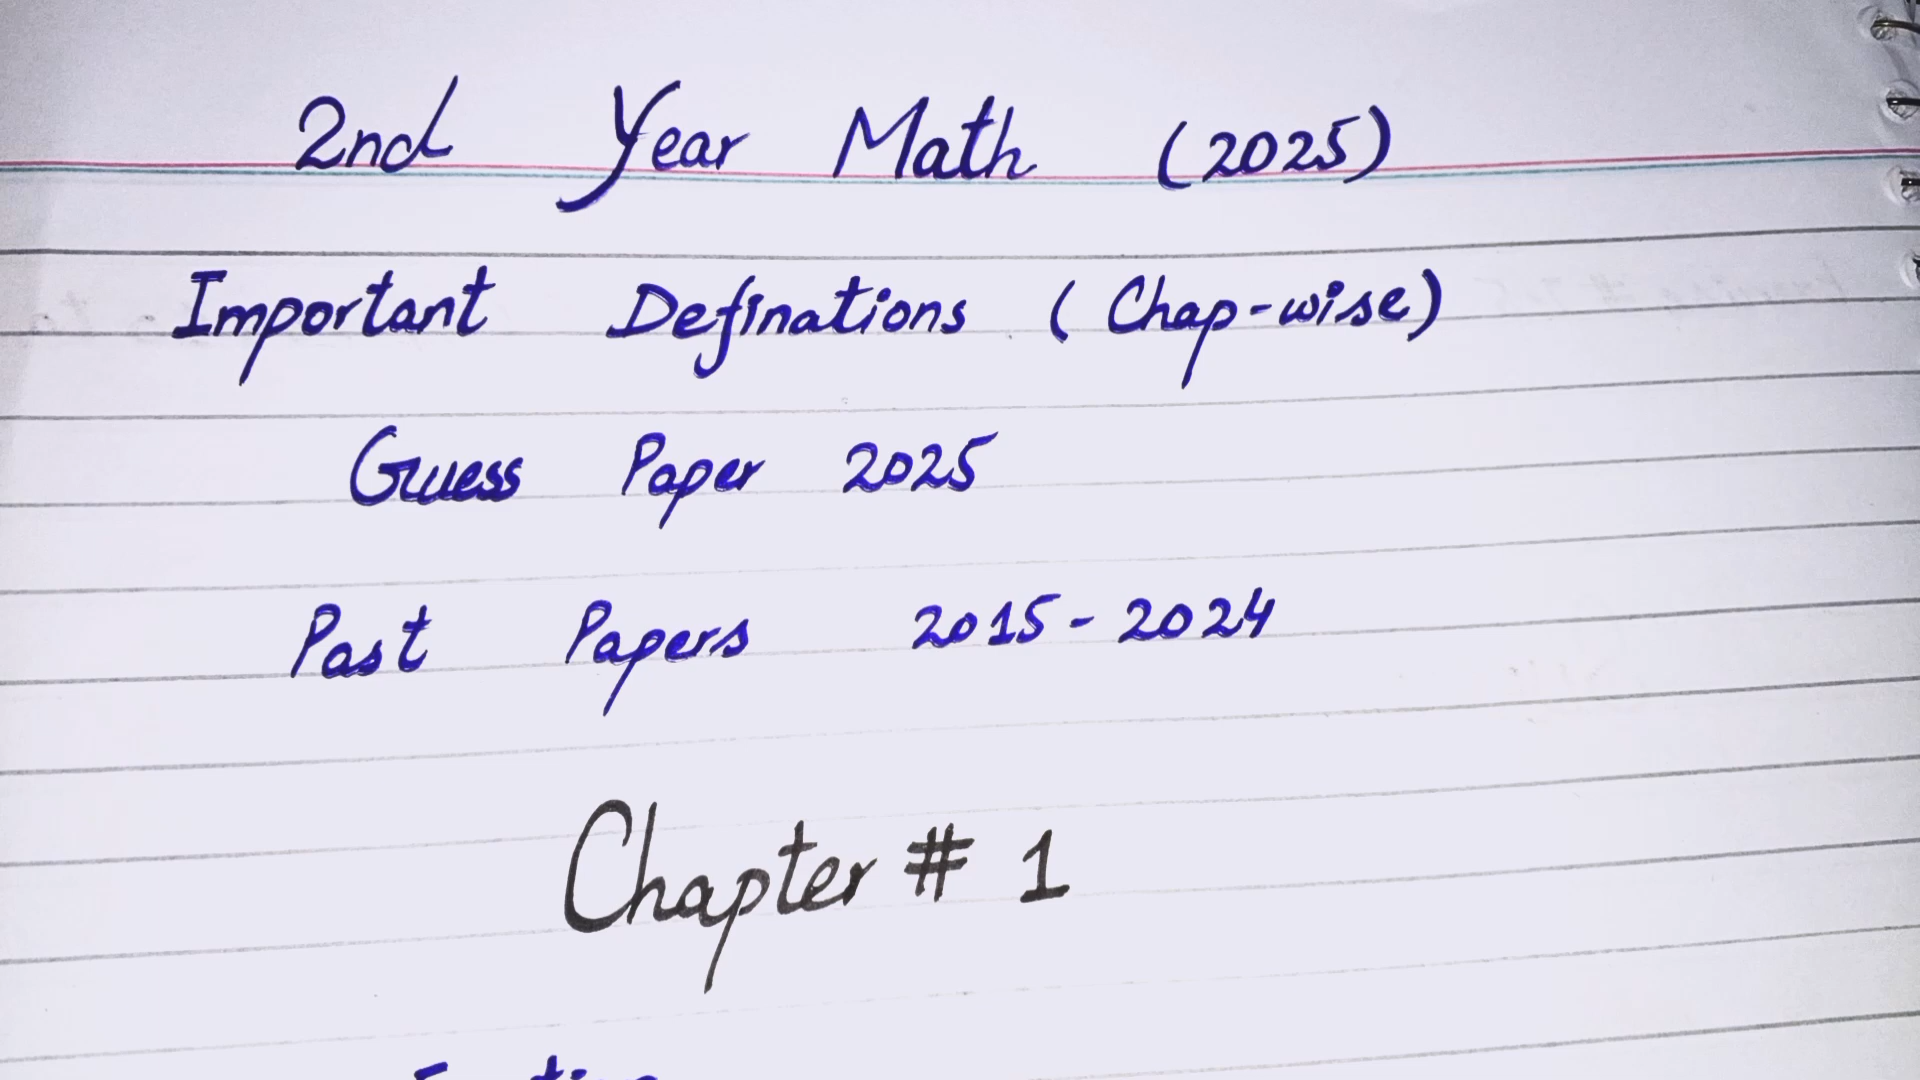 2nd Year Math (2025)
Important Definations (Chap-wise)
Guess Paper 2025
Past Papers 2015-2024
Chapter # 1